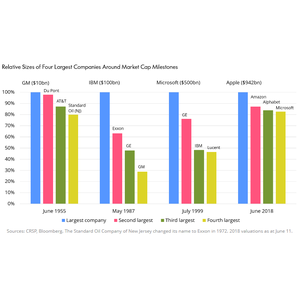 Relative Sizes of Four Largest Companies Around Market Cap Milestones
GM ($10bn) IBM ($100bn) Microsoft ($500bn) Apple ($942bn)
100%
90%
80%
70%
60%
50%
40%
30%
20%
10%
0%
Du Pont
AT&T
Standard
Oil (NJ)
Exxon
KGE
GM
GE
IBM
Lucent
Amazon
Alphabet
Microsoft
June 1955 May 1987 July 1999 June 2018
Largest company Second largest Third largest Fourth largest
Sources: CRSP, Bloomberg. The Standard Oil Company of New Jersey changed its name to Exxon in 1972. 2018 valuations as at June 11.